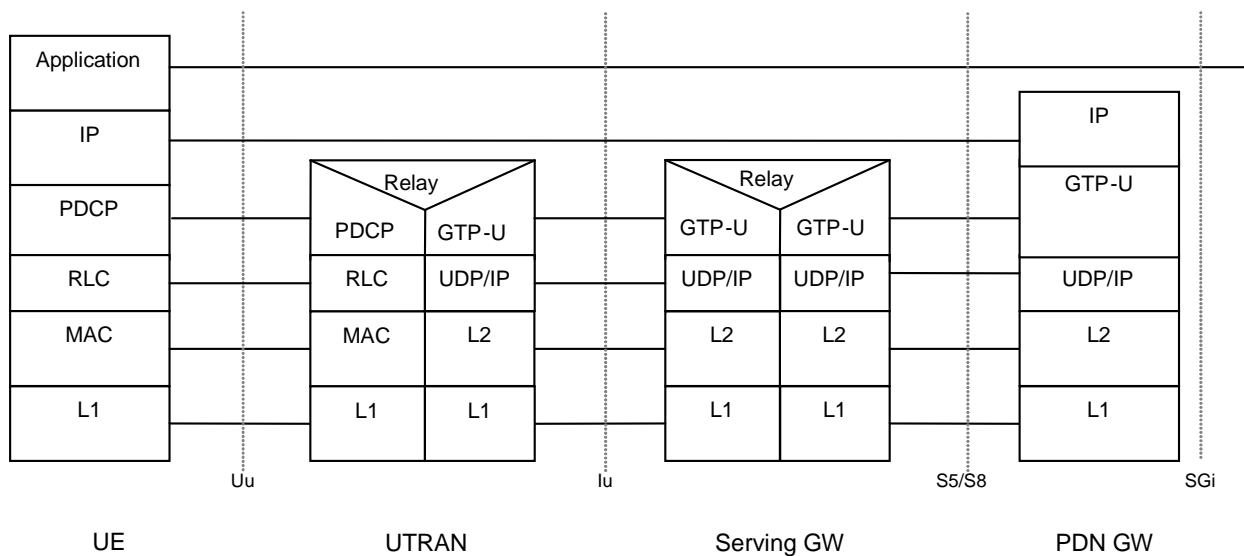 Application
IP
PDCP
RLC
MAC
L1
Relay
PDCP
GTP-U
RLC
UDP/IP
MAC
L2
L1
L1
Relay
GTP-U
GTP-U
UDP/IP
UDP/IP
L2
L2
L1
L1
IP
GTP-U
UDP/IP
L2
L1
Uu
Iu
S5/S8
SGi
UE
UTRAN
Serving GW
PDN GW